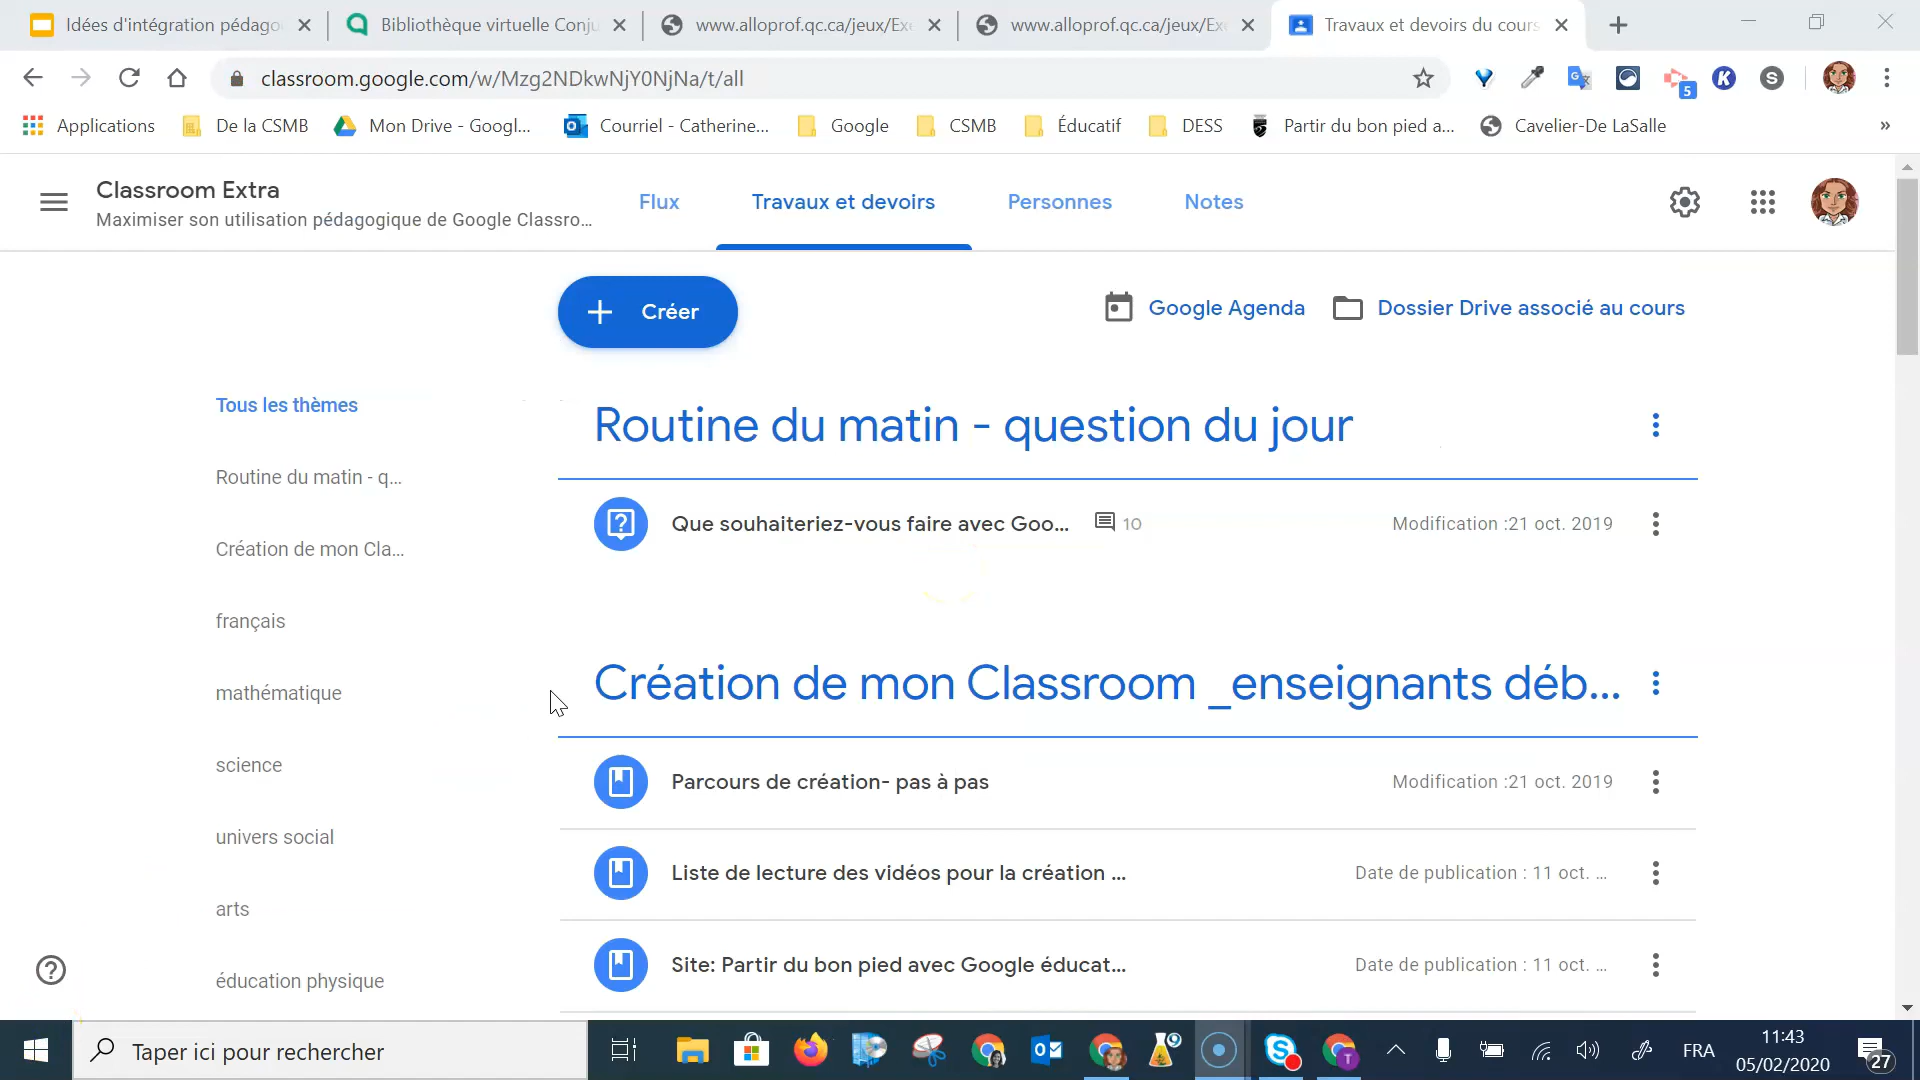 Idées d'intégration pédago
Bibliothèque virtuelle Conju
www.alloprof.qc.ca/jeux/Exe
www.alloprof.qc.ca/jeux/Exe
Travaux et devoirs du cours
classroom.google.com/w/Mzg2NDkwNjY0NjNa/t/all
5
K
S
Applications
De la CSMB
Mon Drive - Googl...
Courriel - Catherine...
Google
CSMB
Éducatif
DESS
Partir du bon pied a...
Cavelier-De LaSalle
»
Classroom Extra
Maximiser son utilisation pédagogique de Google Classro...
Flux
Travaux et devoirs
Personnes
Notes
Créer
Google Agenda
Dossier Drive associé au cours
Tous les thèmes
Routine du matin - q...
Création de mon Cla...
français
mathématique
science
univers social
arts
éducation physique
Routine du matin - question du jour
Que souhaiteriez-vous faire avec Goo...
10
Modification :21 oct. 2019
Création de mon Classroom _enseignants déb...
Parcours de création- pas à pas
Modification :21 oct. 2019
Liste de lecture des vidéos pour la création ...
Date de publication : 11 oct. ...
Site: Partir du bon pied avec Google éducat...
Date de publication : 11 oct. ...
Taper ici pour rechercher
T
FRA
11:43
05/02/2020
27